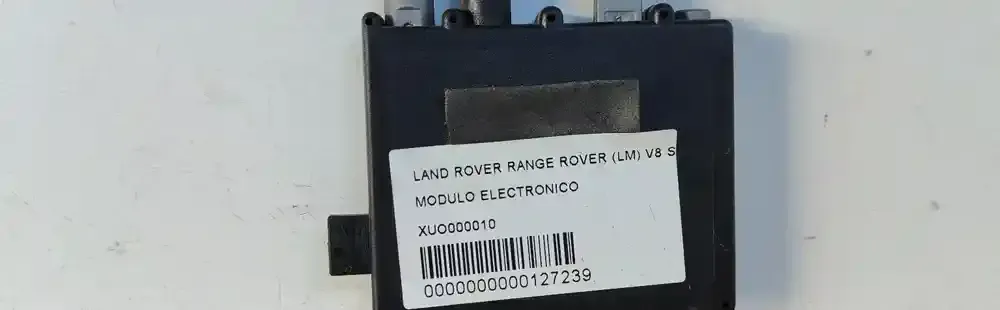 LAND ROVER RANGE ROVER (LM) V8 S
MODULO ELECTRONICO
XUO000010
0000000000127239